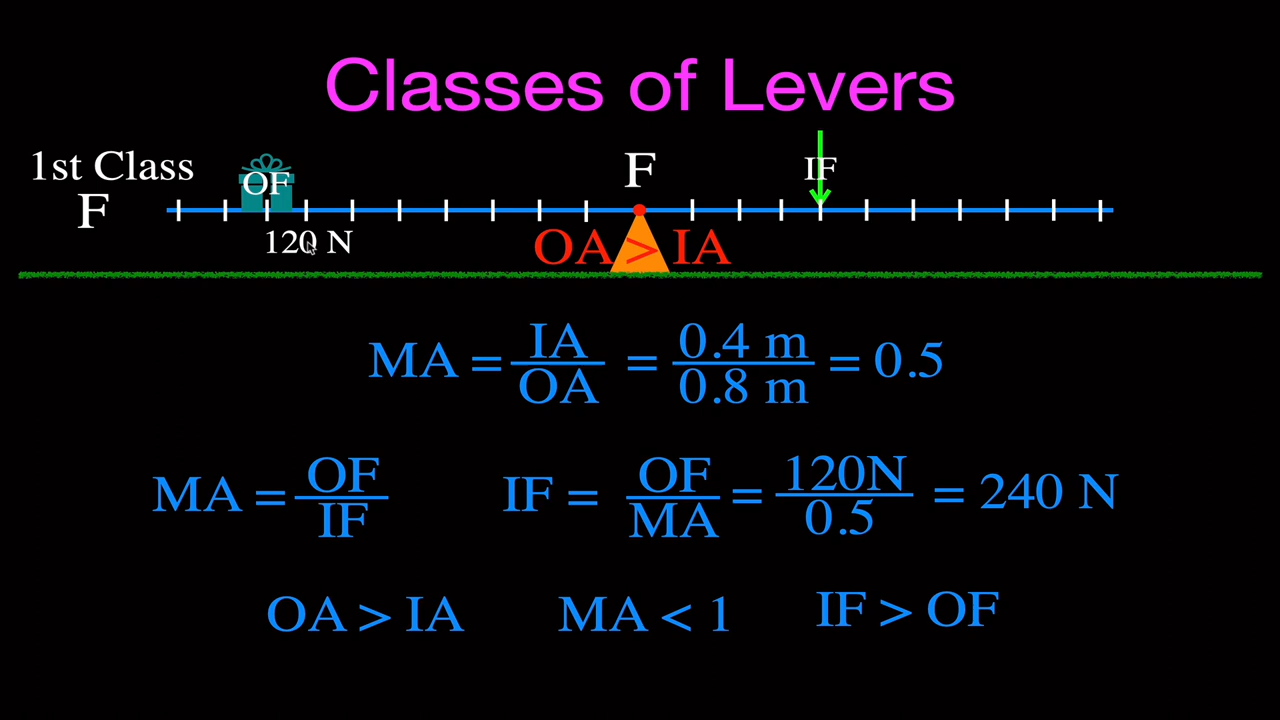 Classes of Levers
1st Class
F
OF
F
IF
120 N
OA > IA
MA = IA/OA = 0.4 m/0.8 m = 0.5
MA = OF/IF
IF = OF/MA = 120N/0.5 = 240 N
OA > IA
MA < 1
IF > OF